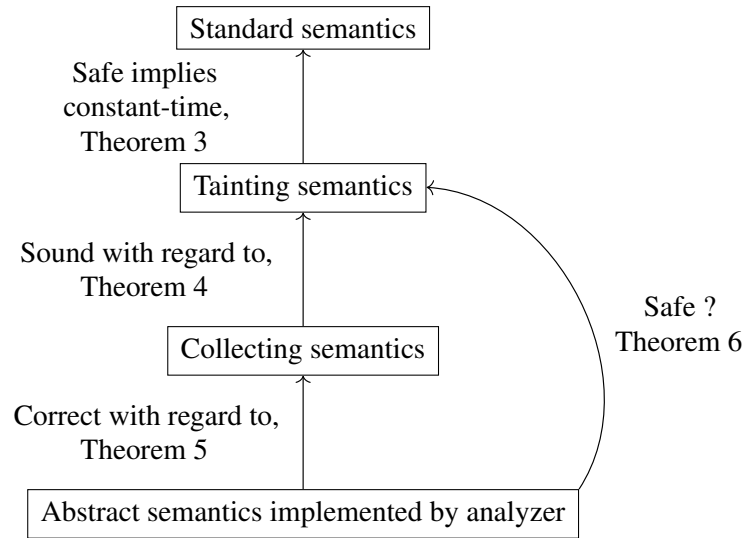 Standard semantics
Safe implies
constant-time,
Theorem 3
Tainting semantics
Sound with regard to,
Theorem 4
Safe ?
Theorem 6
Collecting semantics
Correct with regard to,
Theorem 5
Abstract semantics implemented by analyzer